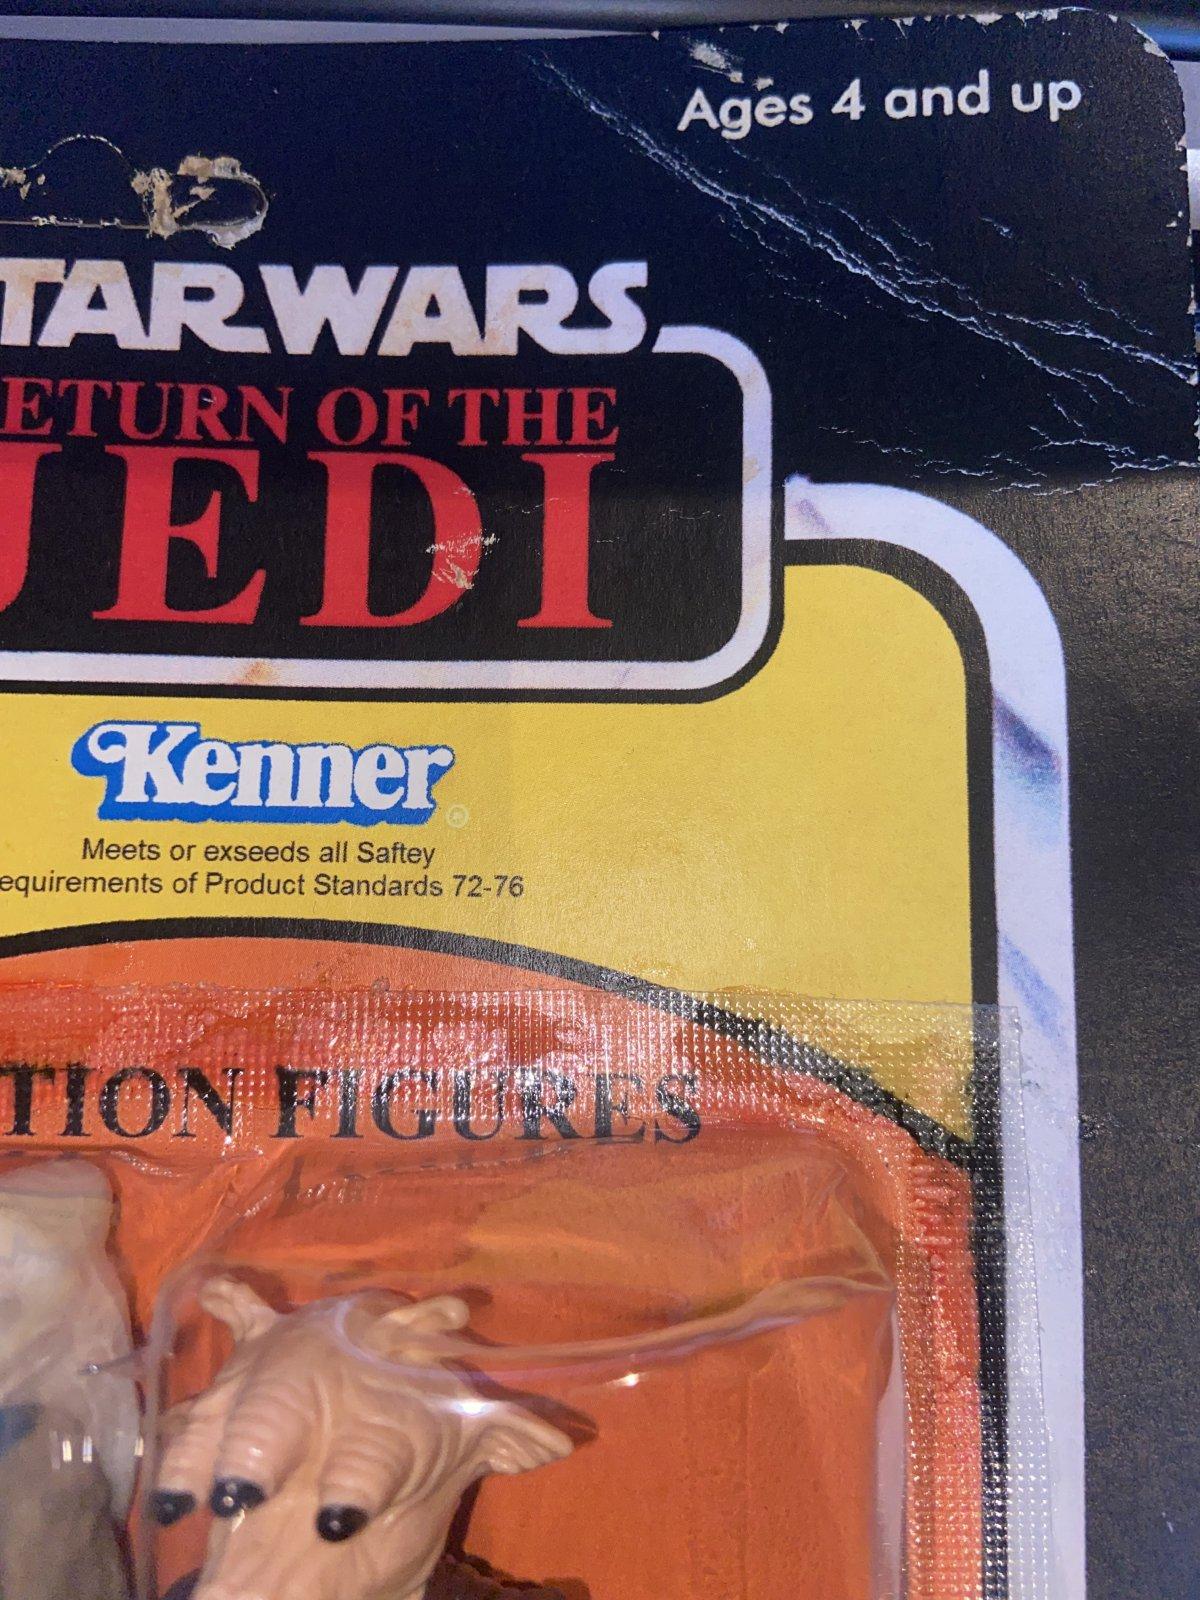 Ages 4 and up
TAR WARS
ETURN OF THE
JEDI
Kenner®
Meets or exseeds all Saftey
equirements of Product Standards 72-76
TION FIGURES